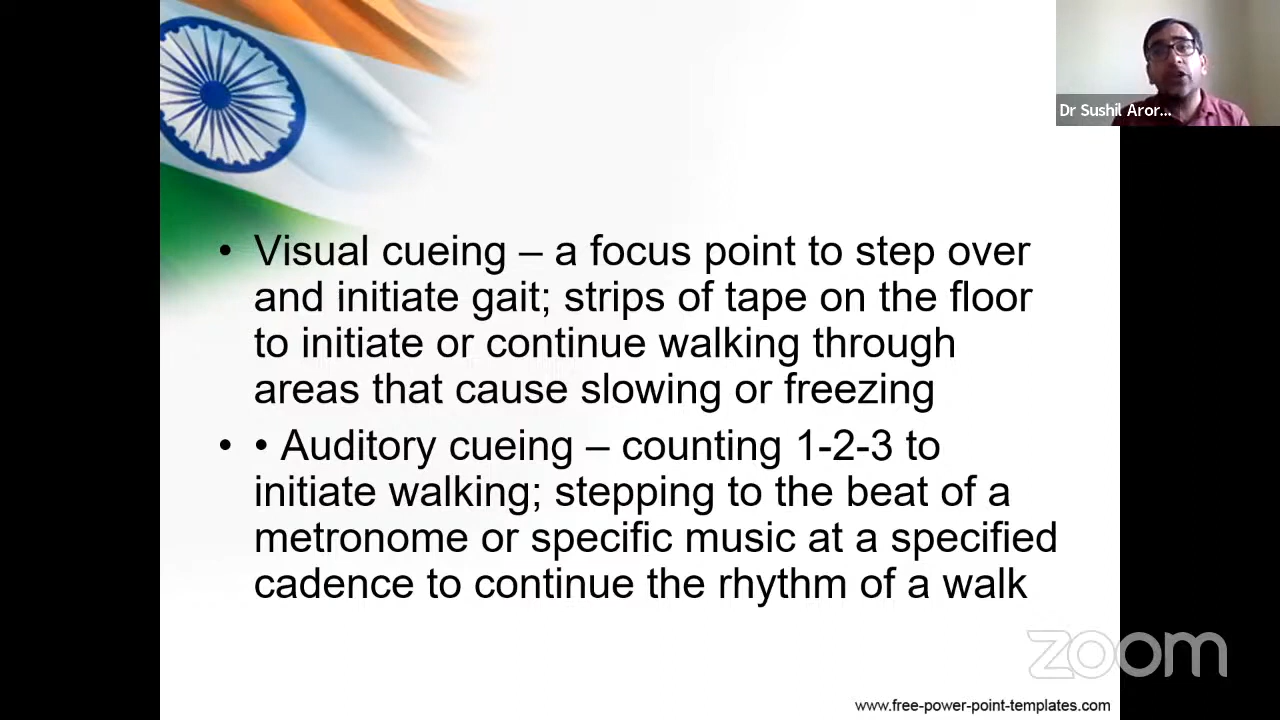 Dr Sushil Aror...
• Visual cueing – a focus point to step over
and initiate gait; strips of tape on the floor
to initiate or continue walking through
areas that cause slowing or freezing
• • Auditory cueing – counting 1-2-3 to
initiate walking; stepping to the beat of a
metronome or specific music at a specified
cadence to continue the rhythm of a walk
zoom
www.free-power-point-templates.com